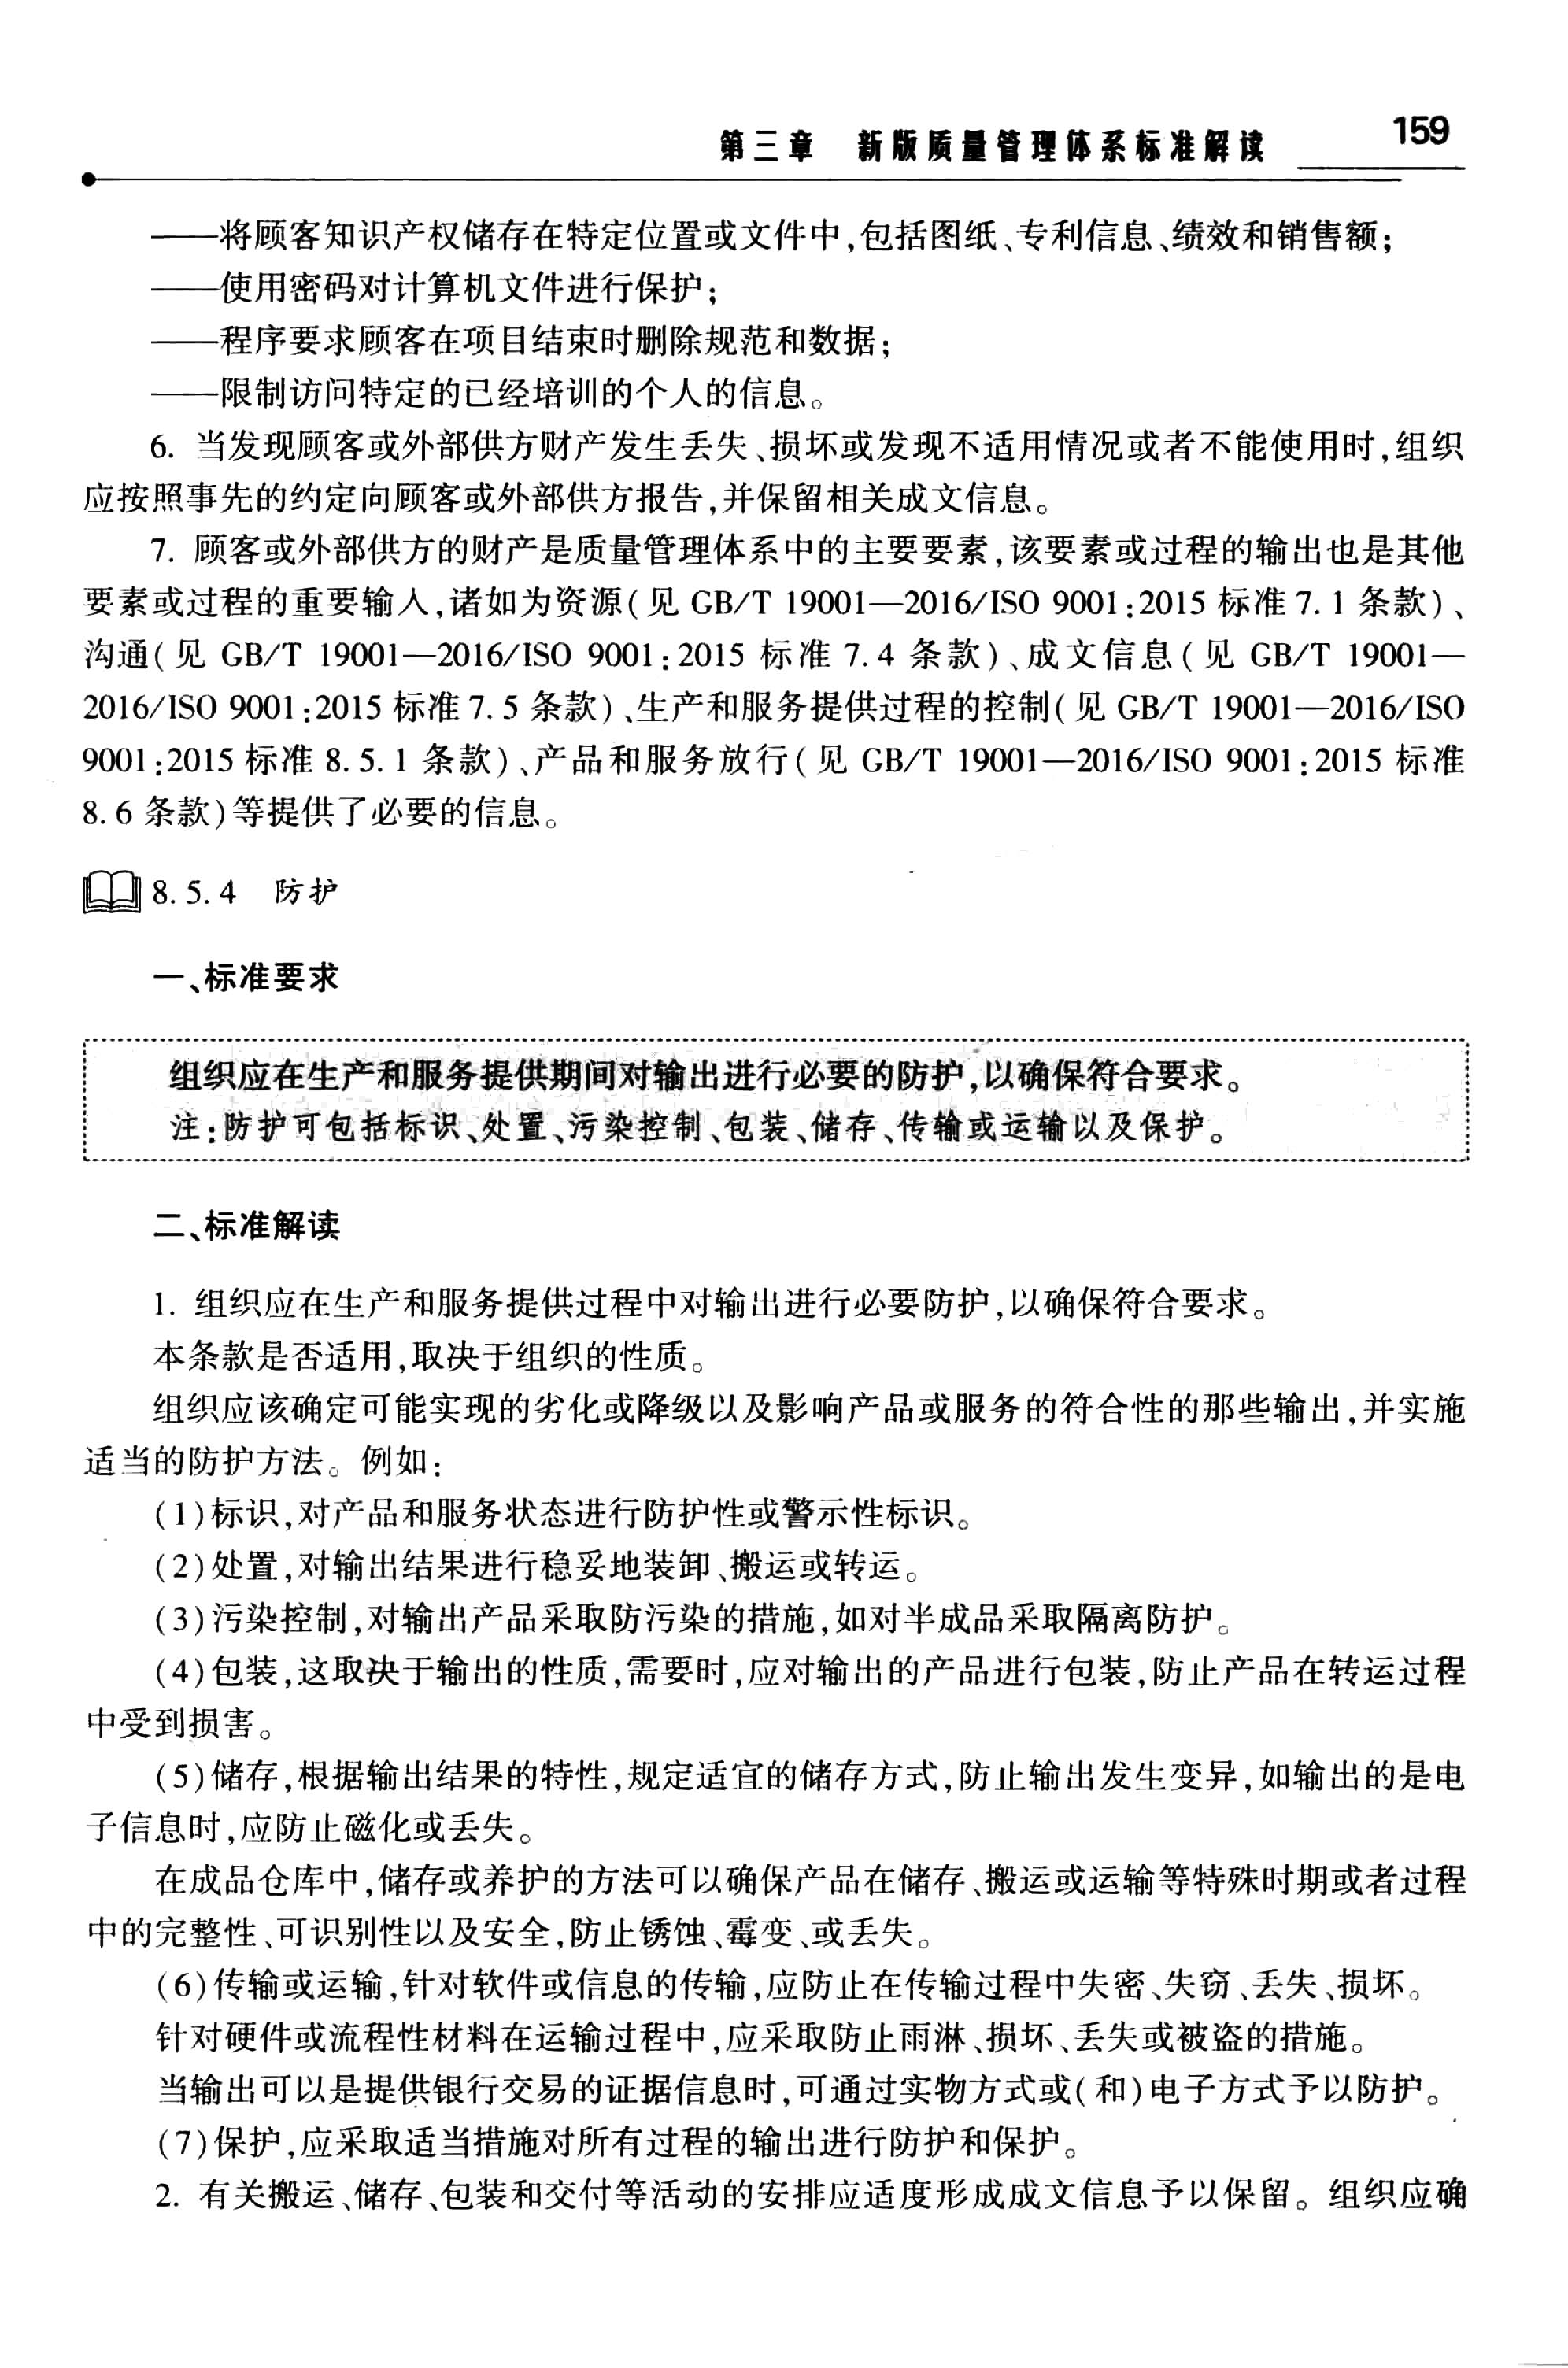 第三章 新版质量管理体系标准解读 159
——将顾客知识产权储存在特定位置或文件中,包括图纸、专利信息、绩效和销售额;
——使用密码对计算机文件进行保护;
——程序要求顾客在项目结束时删除规范和数据;
——限制访问特定的已经培训的个人的信息。
6. 当发现顾客或外部供方财产发生丢失、损坏或发现不适用情况或者不能使用时,组织
应按照事先的约定向顾客或外部供方报告,并保留相关成文信息。
7. 顾客或外部供方的财产是质量管理体系中的主要要素,该要素或过程的输出也是其他
要素或过程的重要输入,诸如为资源(见 GB/T 19001—2016/ISO 9001:2015 标准 7.1 条款)、
沟通(见 GB/T 19001—2016/ISO 9001:2015 标准 7.4 条款)、成文信息(见 GB/T 19001—
2016/ISO 9001:2015 标准 7.5 条款)、生产和服务提供过程的控制(见 GB/T 19001—2016/ISO
9001:2015 标准 8.5.1 条款)、产品和服务放行(见 GB/T 19001—2016/ISO 9001:2015 标准
8.6 条款)等提供了必要的信息。
8.5.4 防护
一、标准要求
组织应在生产和服务提供期间对输出进行必要的防护,以确保符合要求。
注:防护可包括标识、处置、污染控制、包装、储存、传输或运输以及保护。
二、标准解读
1. 组织应在生产和服务提供过程中对输出进行必要防护,以确保符合要求。
本条款是否适用,取决于组织的性质。
组织应该确定可能实现的劣化或降级以及影响产品或服务的符合性的那些输出,并实施
适当的防护方法。例如:
(1)标识,对产品和服务状态进行防护性或警示性标识。
(2)处置,对输出结果进行稳妥地装卸、搬运或转运。
(3)污染控制,对输出产品采取防污染的措施,如对半成品采取隔离防护。
(4)包装,这取决于输出的性质,需要时,应对输出的产品进行包装,防止产品在转运过程
中受到损害。
(5)储存,根据输出结果的特性,规定适宜的储存方式,防止输出发生变异,如输出的是电
子信息时,应防止磁化或丢失。
在成品仓库中,储存或养护的方法可以确保产品在储存、搬运或运输等特殊时期或者过程
中的完整性、可识别性以及安全,防止锈蚀、霉变、或丢失。
(6)传输或运输,针对软件或信息的传输,应防止在传输过程中失密、失窃、丢失、损坏。
针对硬件或流程性材料在运输过程中,应采取防止雨淋、损坏、丢失或被盗的措施。
当输出可以是提供银行交易的证据信息时,可通过实物方式或(和)电子方式予以防护。
(7)保护,应采取适当措施对所有过程的输出进行防护和保护。
2. 有关搬运、储存、包装和交付等活动的安排应适度形成成文信息予以保留。组织应确